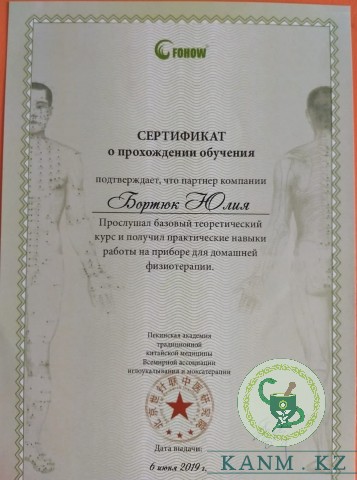 FOHOW
СЕРТИФИКАТ
о прохождении обучения
подтверждает, что партнер компании
Бортюк Юлия
Прослушал базовый теоретический
курс и получил практические навыки
работы на приборе для домашней
физиотерапии.
Пекинская академия
традиционной
китайской медицины
Всемирной ассоциации
иглоукалывания и моксатерапии
Дата выдачи:
6 июня 2019 г.
KANM.KZ